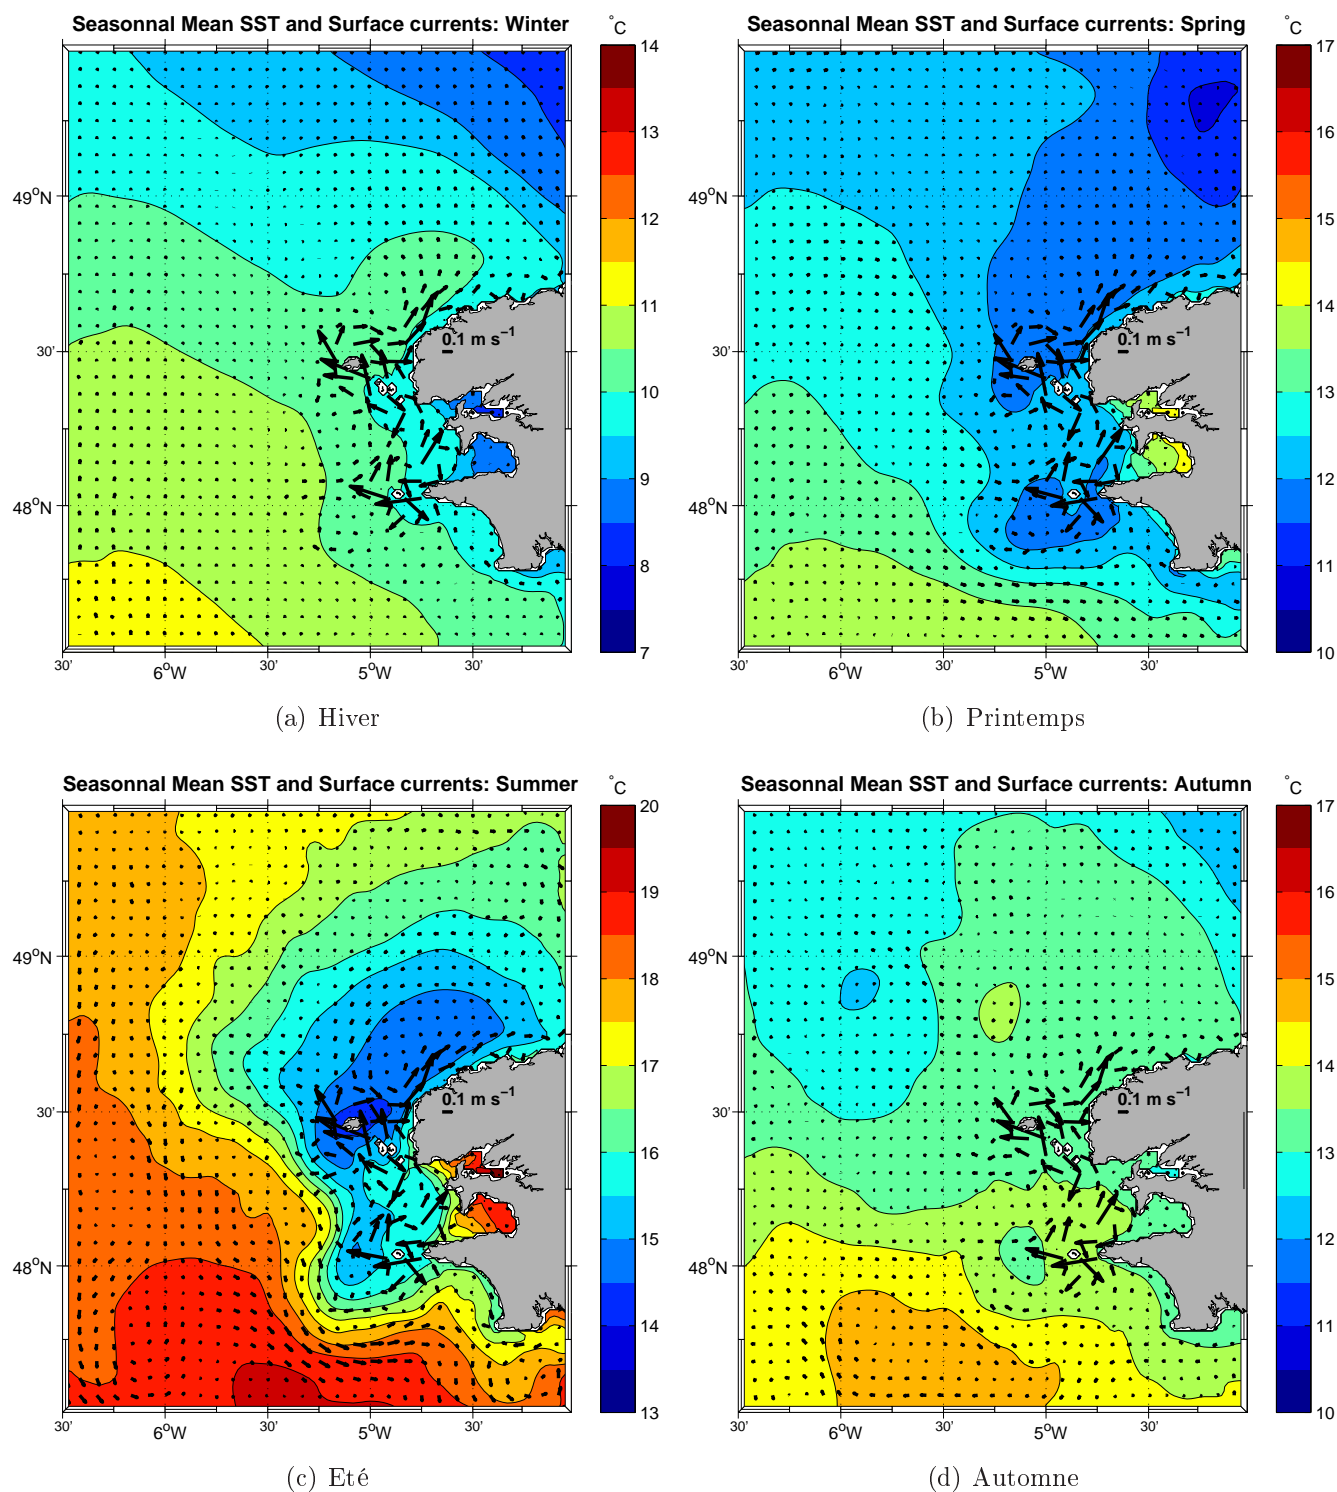 Seasonnal Mean SST and Surface currents: Winter
°C
14
13
12
11
10
9
8
7
49°N
30'
48°N
30'
6°W
30'
5°W
30'
0.1 m s⁻¹
(a) Hiver
Seasonnal Mean SST and Surface currents: Spring
°C
17
16
15
14
13
12
11
10
49°N
30'
48°N
30'
6°W
30'
5°W
30'
0.1 m s⁻¹
(b) Printemps
Seasonnal Mean SST and Surface currents: Summer
°C
20
19
18
17
16
15
14
13
49°N
30'
48°N
30'
6°W
30'
5°W
30'
0.1 m s⁻¹
(c) Eté
Seasonnal Mean SST and Surface currents: Autumn
°C
17
16
15
14
13
12
11
10
49°N
30'
48°N
30'
6°W
30'
5°W
30'
0.1 m s⁻¹
(d) Automne